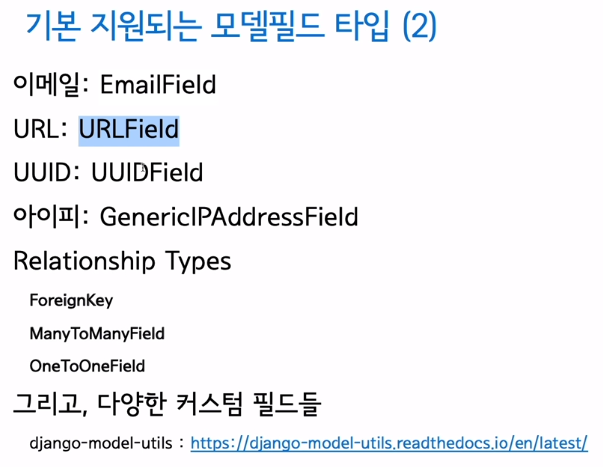 기본 지원되는 모델필드 타입 (2)
이메일: EmailField
URL: URLField
UUID: UUIDField
아이피: GenericIPAddressField
Relationship Types
ForeignKey
ManyToManyField
OneToOneField
그리고, 다양한 커스텀 필드들
django-model-utils : https://django-model-utils.readthedocs.io/en/latest/